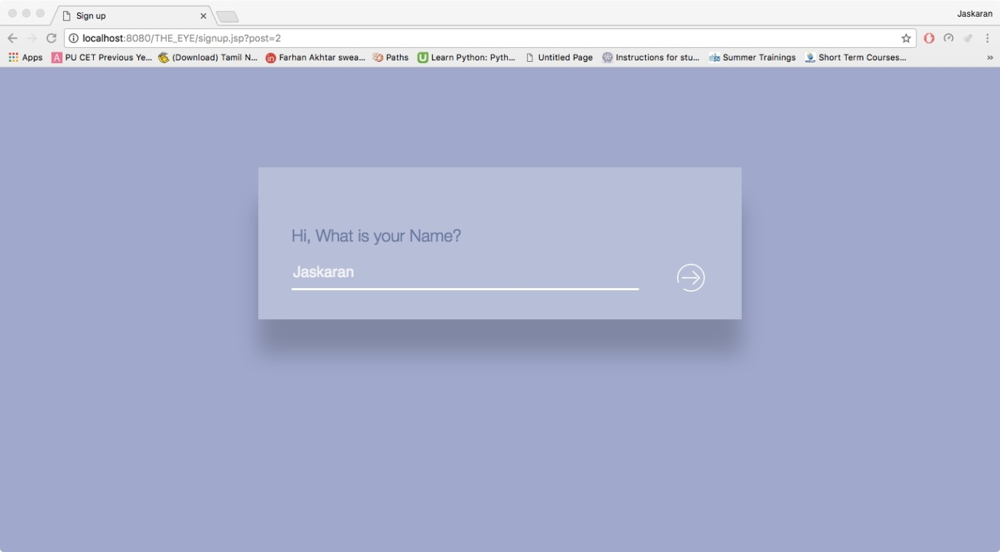 Sign up
Jaskaran
localhost:8080/THE_EYE/signup.jsp?post=2
Apps PU CET Previous Ye... (Download) Tamil N... Farhan Akhtar swea... Paths Learn Python: Pyth... Untitled Page Instructions for stu... Summer Trainings Short Term Courses... »
Hi, What is your Name?
Jaskaran